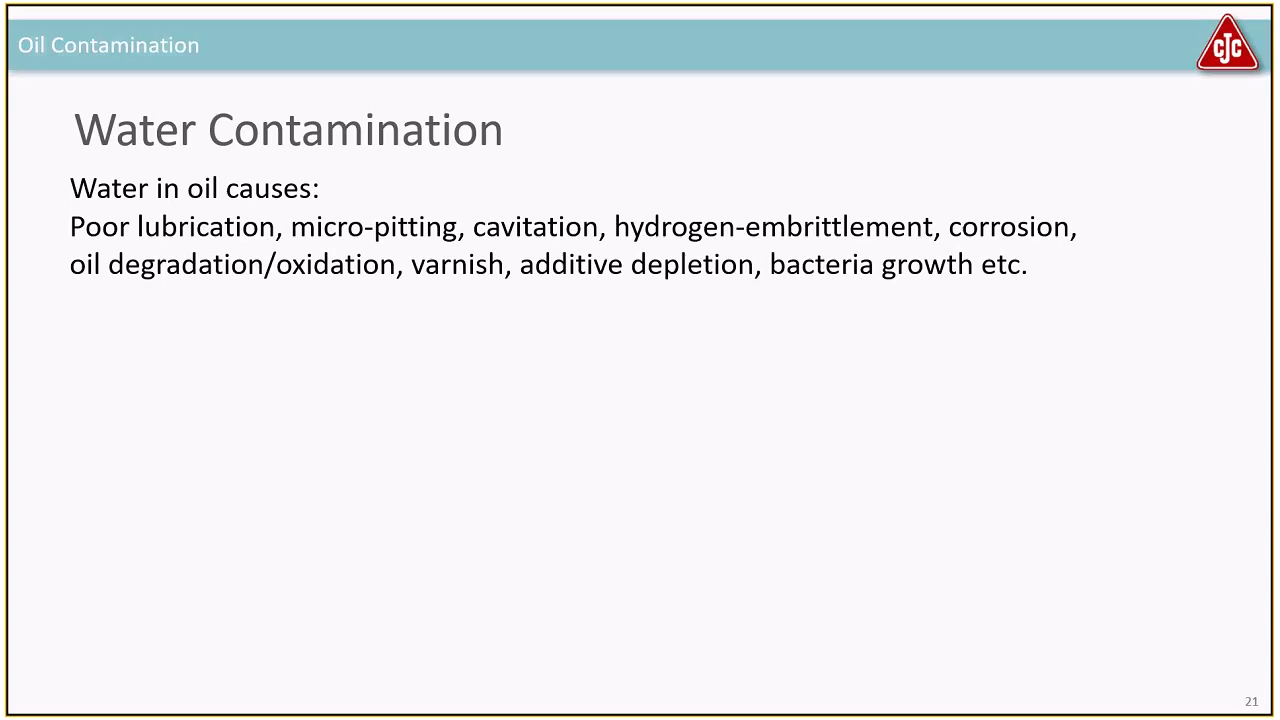 Oil Contamination
CJC
Water Contamination
Water in oil causes:
Poor lubrication, micro-pitting, cavitation, hydrogen-embrittlement, corrosion,
oil degradation/oxidation, varnish, additive depletion, bacteria growth etc.
21